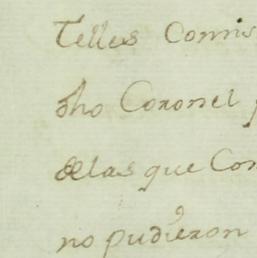 Telles Comis
dho Coronel
delas que Con
no pudieron